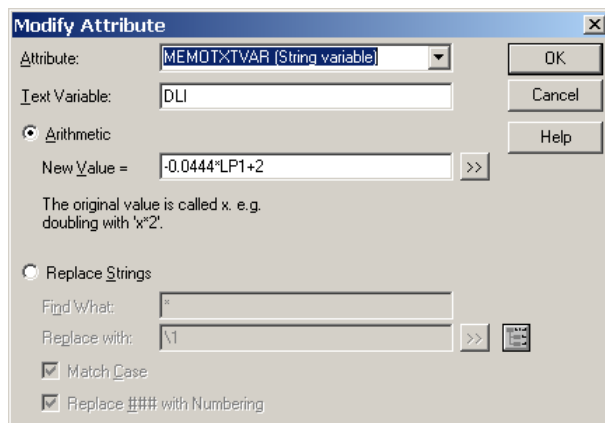 Modify Attribute
Attribute: MEMOTXTVAR (String variable) OK
Text Variable: DLI Cancel
Arithmetic Help
New Value = -0.0444*LP1+2 >>
The original value is called x. e.g.
doubling with 'x*2'.
Replace Strings
Find What: *
Replace with: \1 >>
Match Case
Replace ### with Numbering